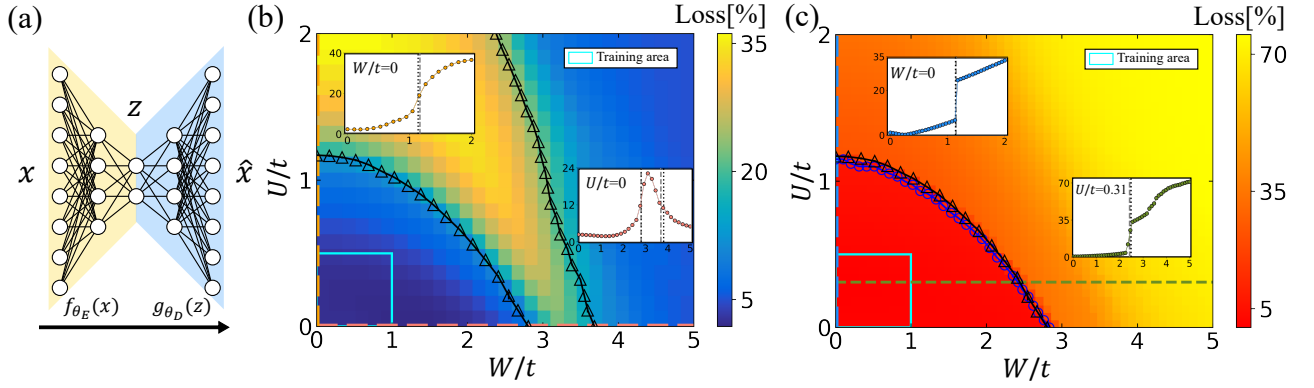 (a)
x
z
x̂
f_{θ_E}(x)
g_{θ_D}(z)
(b)
Loss[%]
Training area
W/t=0
40
20
0
0
1
2
U/t=0
24
12
0
0 1 2 3 4 5
2
1
0
U/t
0 1 2 3 4 5
W/t
35
20
5
(c)
Loss[%]
Training area
W/t=0
35
15
0
0
1
2
U/t=0.31
70
35
0
0 1 2 3 4 5
2
1
0
U/t
0 1 2 3 4 5
W/t
70
35
5